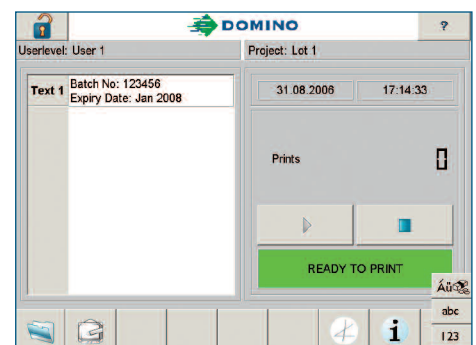 DOMINO
?
Userlevel: User 1
Project: Lot 1
Text 1
Batch No: 123456
Expiry Date: Jan 2008
31.08.2006
17:14:33
Prints
0
READY TO PRINT
Áü
abc
i
123